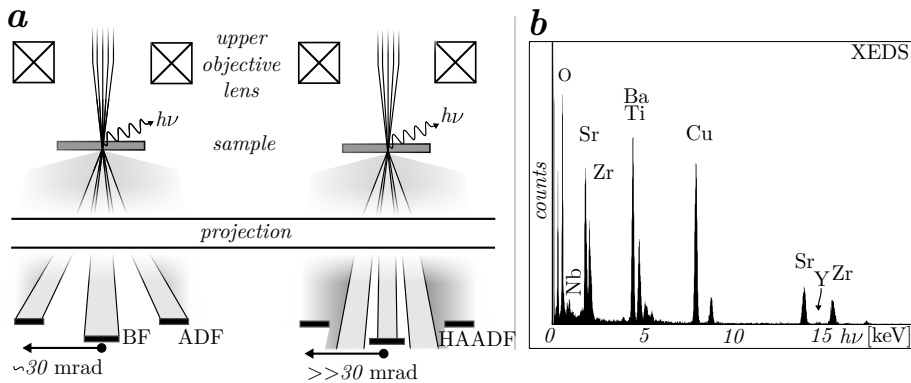 a
upper
objective
lens
hν
hν
sample
projection
BF
ADF
HAADF
~30 mrad
>>30 mrad
b
XEDS
O
Ba
Ti
Sr
Cu
Zr
counts
Nb
Sr
Y
Zr
0
5
10
15
hν [keV]